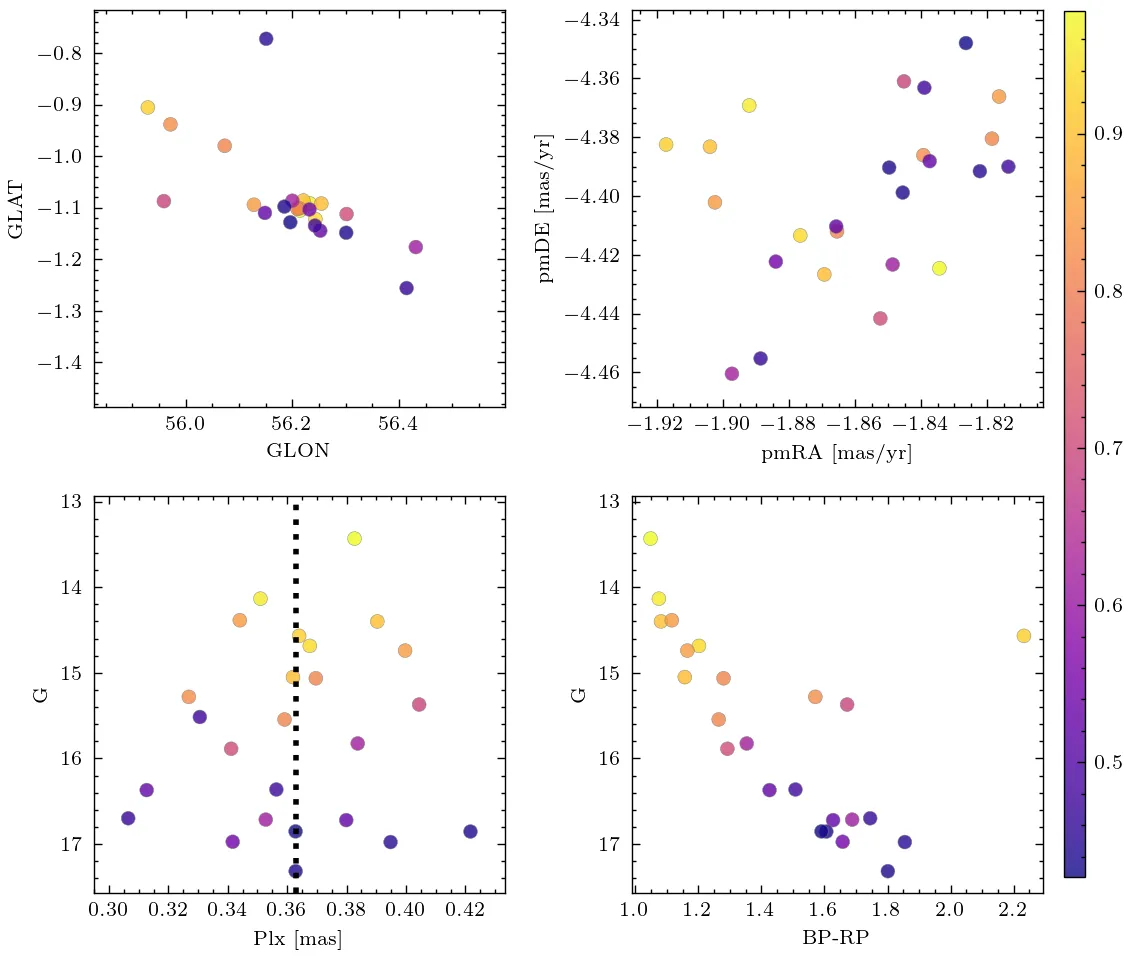 −0.8
−0.9
−1.0
−1.1
−1.2
−1.3
−1.4
GLAT
56.0 56.2 56.4
GLON
−4.34
−4.36
−4.38
−4.40
−4.42
−4.44
−4.46
pmDE [mas/yr]
−1.92 −1.90 −1.88 −1.86 −1.84 −1.82
pmRA [mas/yr]
0.9
0.8
0.7
0.6
0.5
13
14
15
16
17
G
0.30 0.32 0.34 0.36 0.38 0.40 0.42
Plx [mas]
13
14
15
16
17
G
1.0 1.2 1.4 1.6 1.8 2.0 2.2
BP-RP